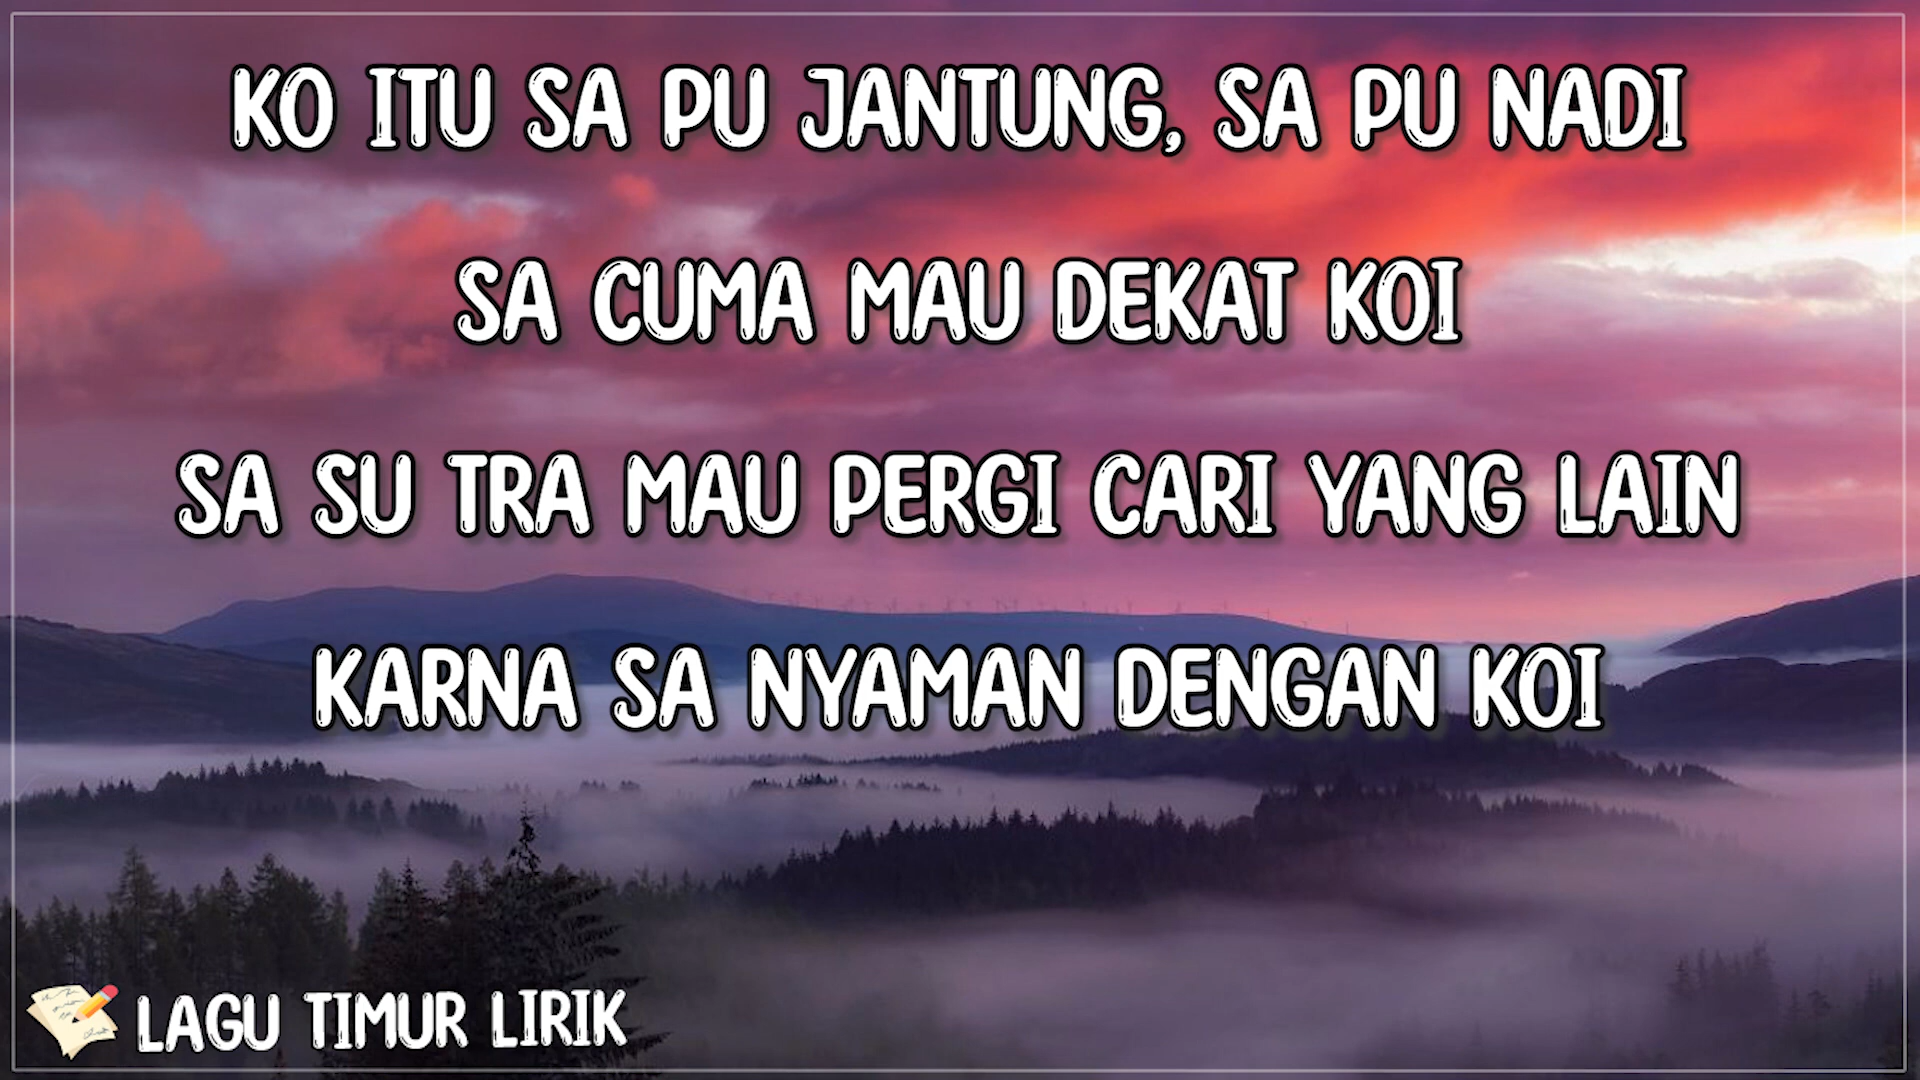 KO ITU SA PU JANTUNG, SA PU NADI
SA CUMA MAU DEKAT KOI
SA SU TRA MAU PERGI CARI YANG LAIN
KARNA SA NYAMAN DENGAN KOI
LAGU TIMUR LIRIK